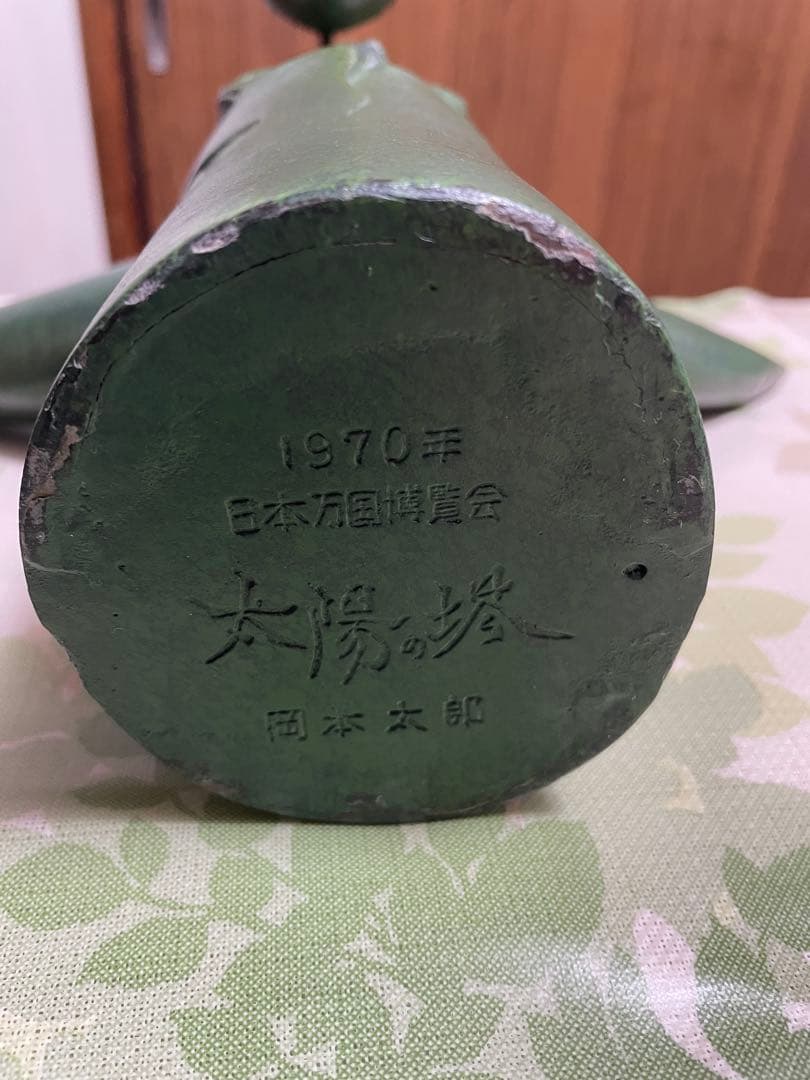 1970年
日本万国博覧会
太陽の塔
岡本太郎